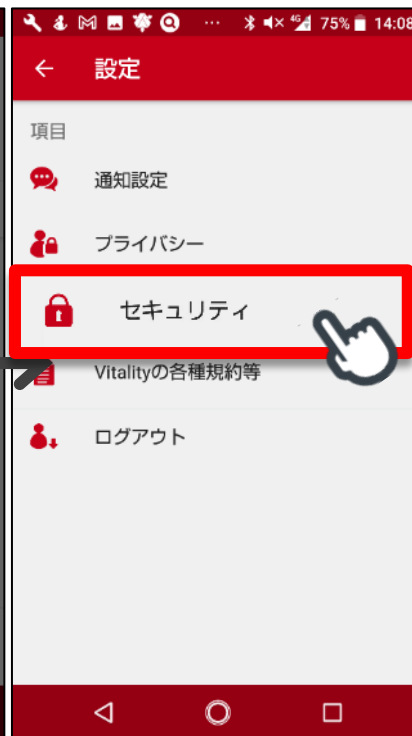 4G 75% 14:08
設定
項目
通知設定
プライバシー
セキュリティ
Vitalityの各種規約等
ログアウト